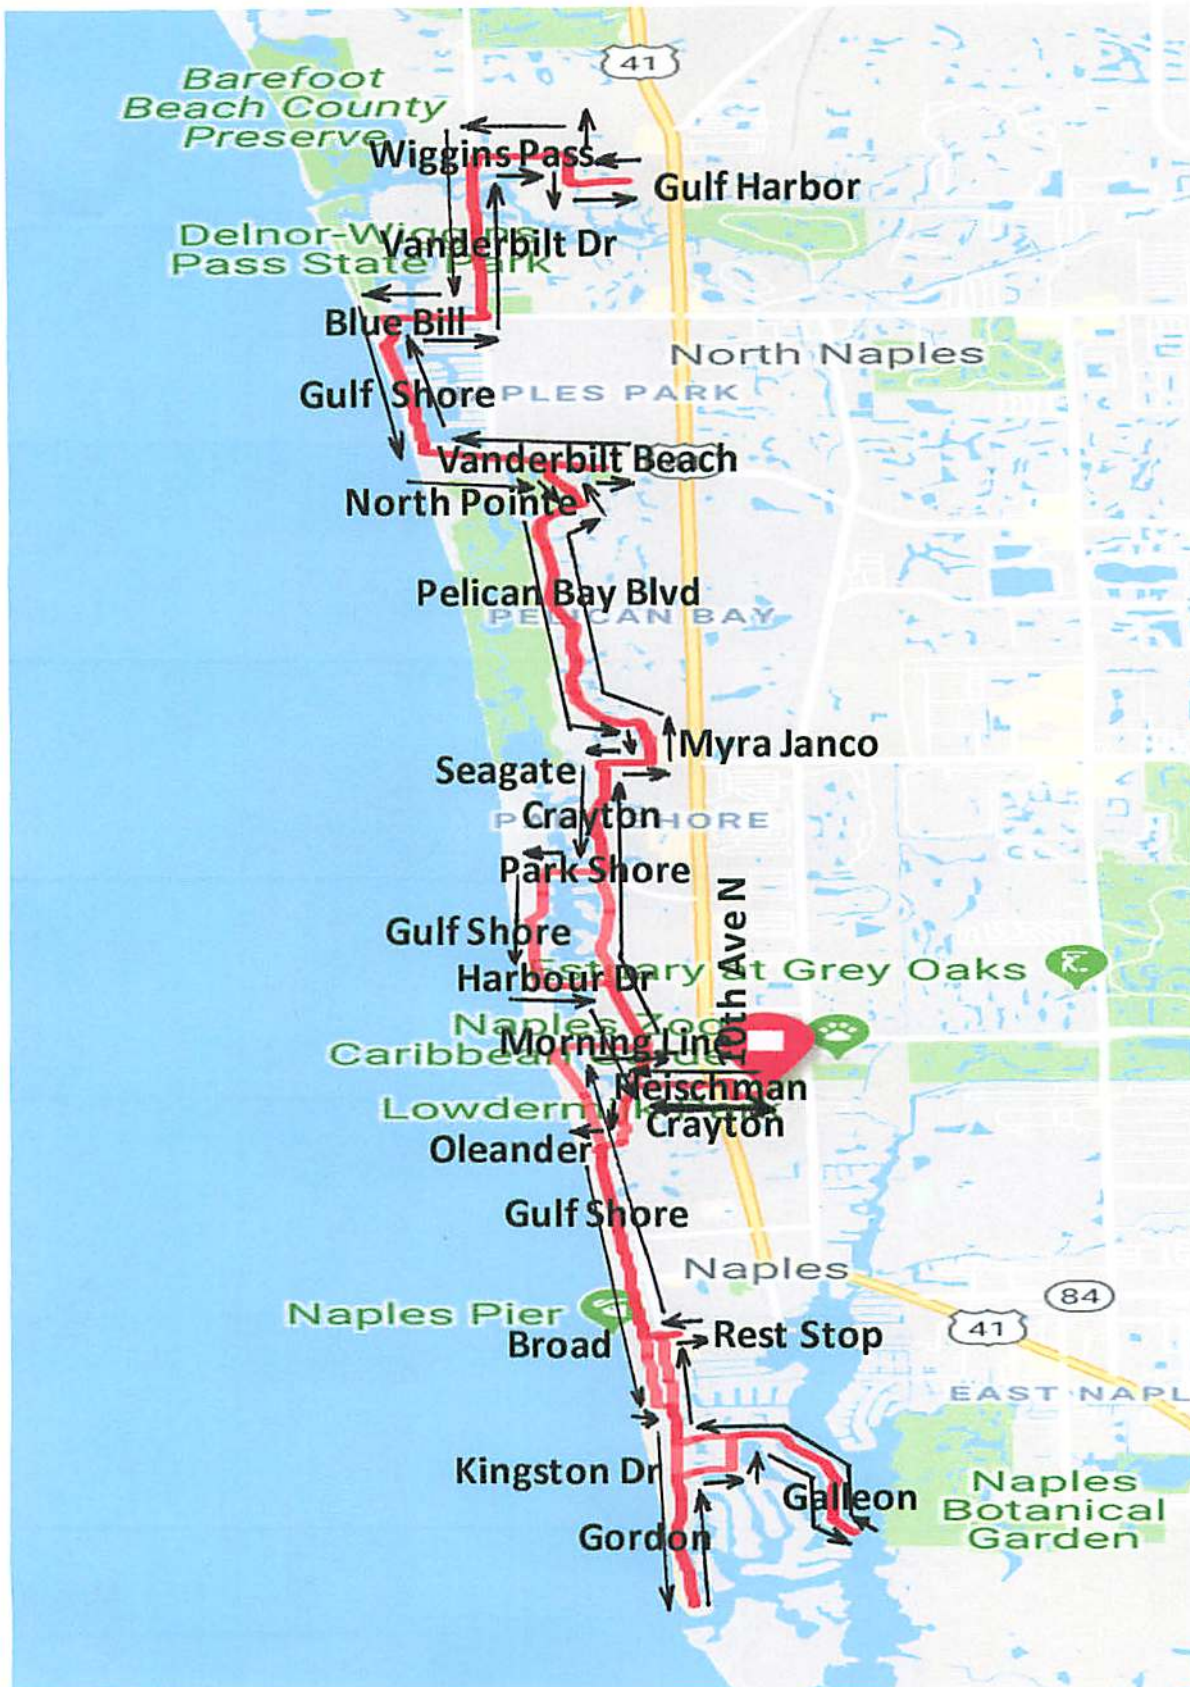 41
Barefoot
Beach County
Preserve
Wiggins Pass
Gulf Harbor
Delnor-Wiggins
Pass State Park
Vanderbilt Dr
Blue Bill
North Naples
Gulf Shore
PLES PARK
Vanderbilt Beach
North Pointe
Pelican Bay Blvd
PELICAN BAY
Myra Janco
Seagate
Crayton
SHORE
Park Shore
10th Ave N
Gulf Shore
Estuary at Grey Oaks
Harbour Dr
Naples Zoo
Morning Line
Caribbean
Fleischman
Lowdermilk
Crayton
Oleander
Gulf Shore
Naples
84
Naples Pier
41
Rest Stop
Broad
EAST NAPL
Kingston Dr
Naples
Botanical
Garden
Galleon
Gordon